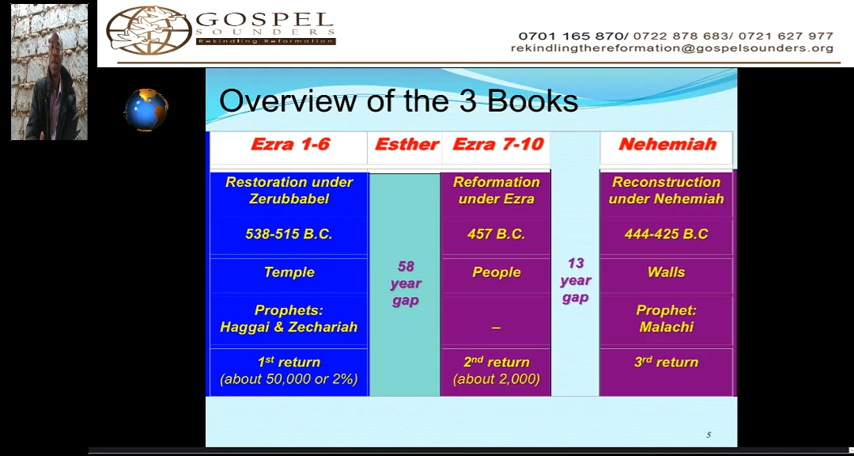 GOSPEL
SOUNDERS
Rekindling Reformation
0701 165 870/ 0722 878 683/ 0721 627 977
rekindlingthereformation@gospelsounders.org
Overview of the 3 Books
Ezra 1-6 Esther Ezra 7-10 Nehemiah
Restoration under
Zerubbabel
538-515 B.C.
Temple
Prophets:
Haggai & Zechariah
1st return
(about 50,000 or 2%)
58
year
gap
Reformation
under Ezra
457 B.C.
People
–
2nd return
(about 2,000)
13
year
gap
Reconstruction
under Nehemiah
444-425 B.C
Walls
Prophet:
Malachi
3rd return
5